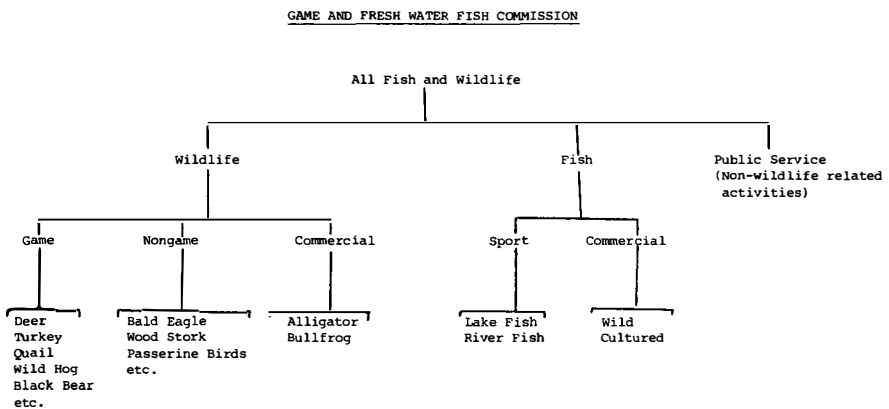 GAME AND FRESH WATER FISH COMMISSION
All Fish and Wildlife
Wildlife
Fish
Public Service
(Non-wildlife related
activities)
Game
Nongame
Commercial
Sport
Commercial
Deer
Turkey
Quail
Wild Hog
Black Bear
etc.
Bald Eagle
Wood Stork
Passerine Birds
etc.
Alligator
Bullfrog
Lake Fish
River Fish
Wild
Cultured